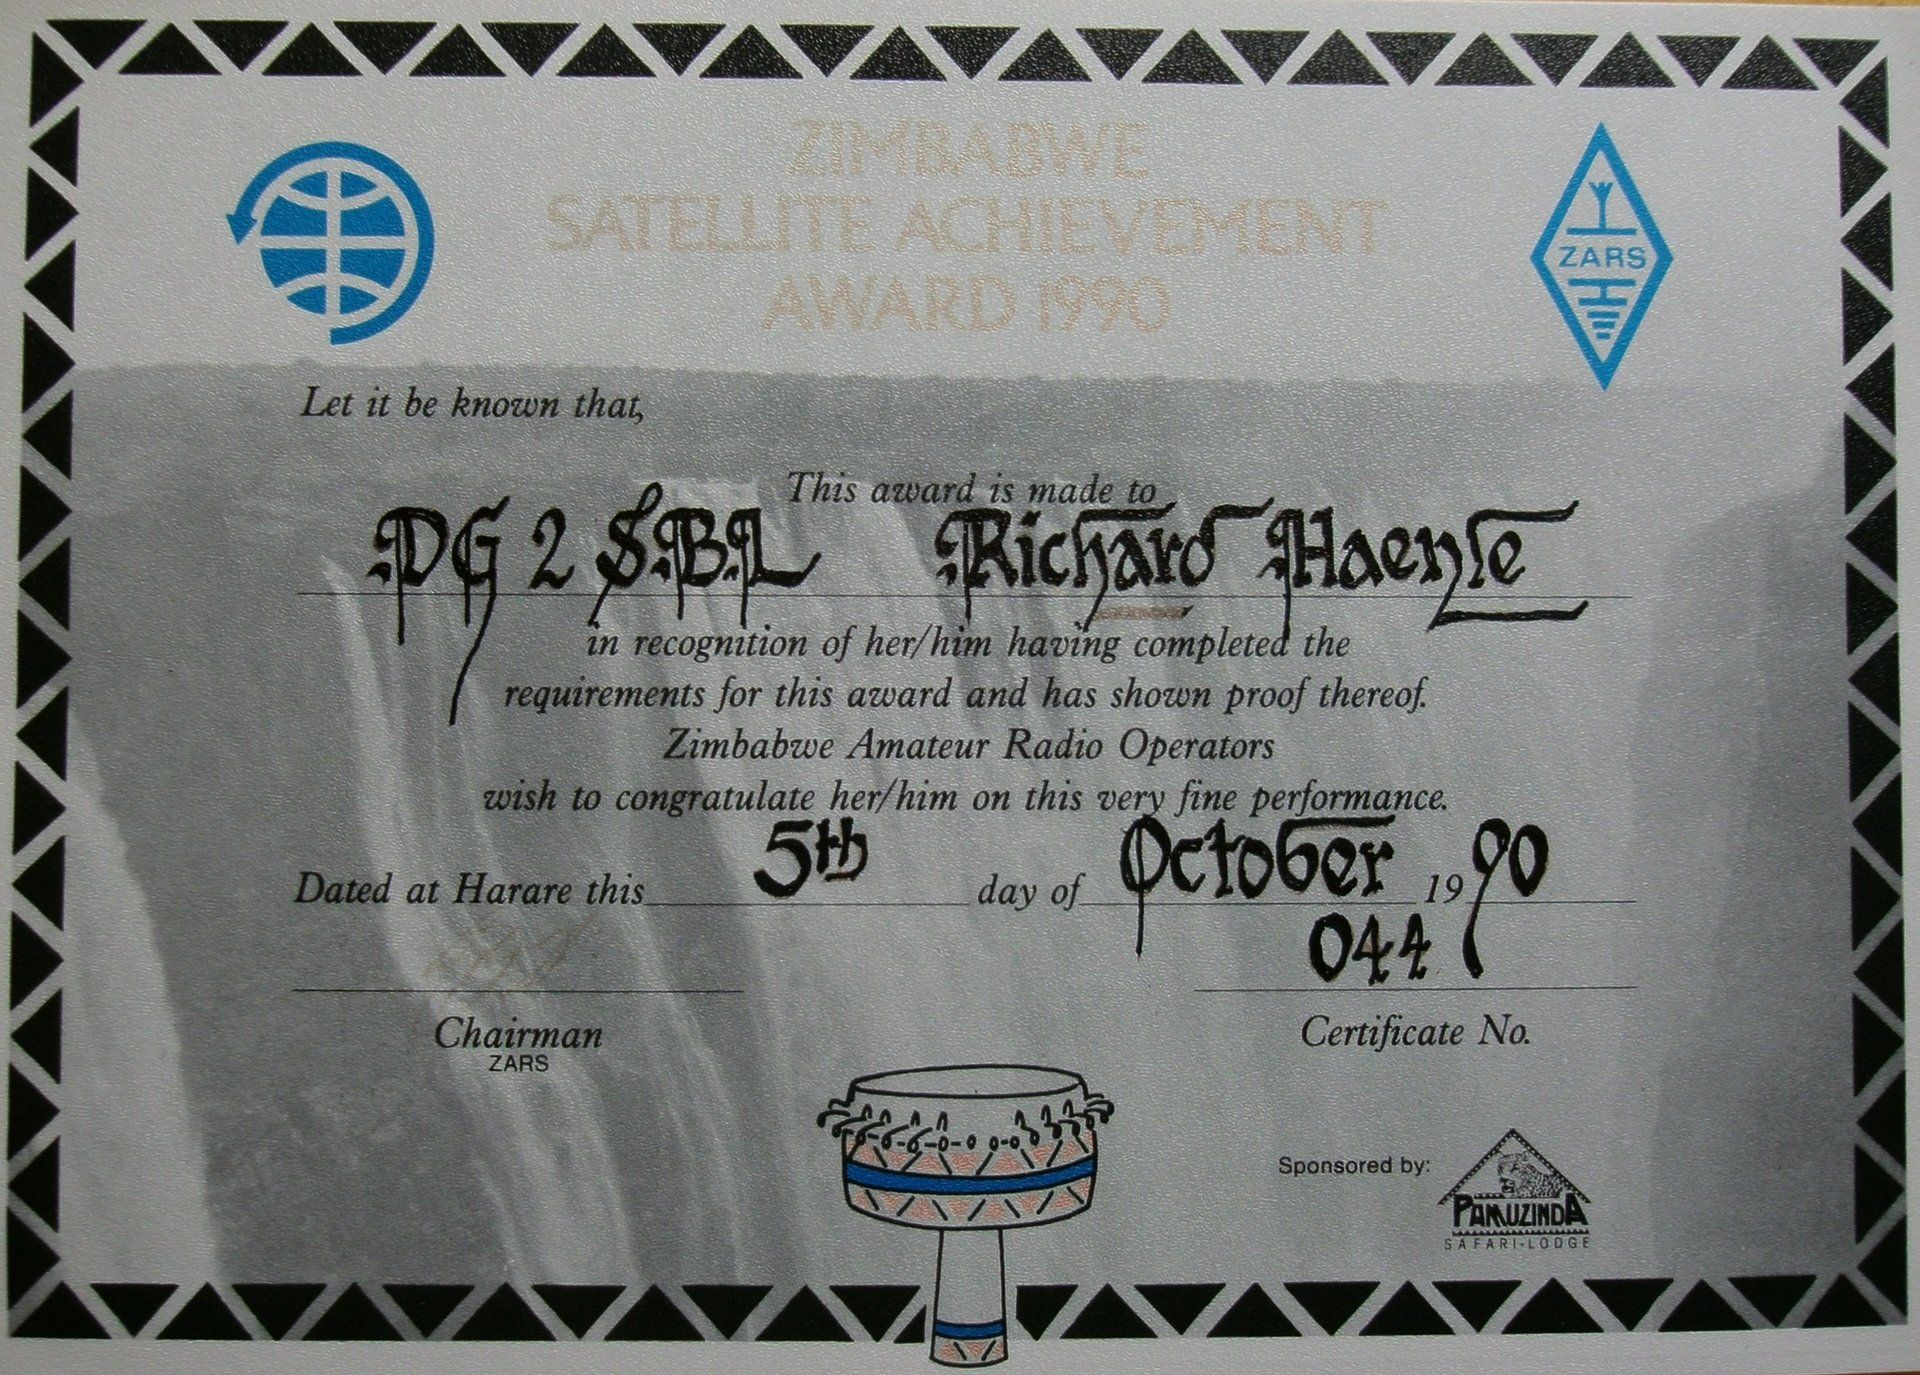 ZIMBABWE
SATELLITE ACHIEVEMENT
AWARD 1990
ZARS
Let it be known that,
This award is made to
DG 2 SBL Richard Haenle
in recognition of her/him having completed the
requirements for this award and has shown proof thereof.
Zimbabwe Amateur Radio Operators
wish to congratulate her/him on this very fine performance.
Dated at Harare this 5th day of October 1990
044
Chairman Certificate No.
ZARS
Sponsored by:
PAMUZINDA
SAFARI-LODGE